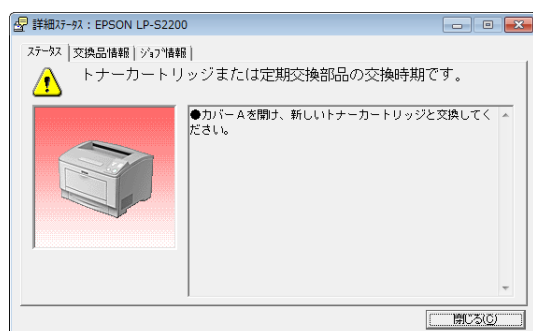 詳細ｽﾃｰﾀｽ : EPSON LP-S2200
ｽﾃｰﾀｽ 交換品情報 ｼﾞｮﾌﾞ情報
トナーカートリッジまたは定期交換部品の交換時期です。
●カバーＡを開け、新しいトナーカートリッジと交換してく
ださい。
閉じる(C)